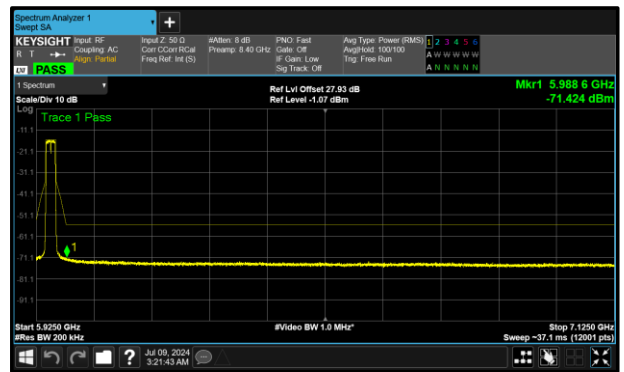 Spectrum Analyzer 1
Swept SA
+
KEYSIGHT Input: RF Input Z: 50 Ω #Atten: 8 dB PNO: Fast Avg Type: Power (RMS) 1 2 3 4 5 6
R T Coupling: AC Corr CCorr RCal Preamp: 8.40 GHz Gate: Off Avg|Hold: 100/100 A W W W W W
Align: Partial Freq Ref: Int (S) IF Gain: Low Trig: Free Run
LXI PASS Sig Track: Off A N N N N N
1 Spectrum Ref Lvl Offset 27.93 dB Mkr1 5.988 6 GHz
Scale/Div 10 dB Ref Level -1.07 dBm -71.424 dBm
Log
Trace 1 Pass
-11.1
-21.1
-31.1
-41.1
-51.1
-61.1
1
-71.1
-81.1
-91.1
Start 5.9250 GHz #Video BW 1.0 MHz* Stop 7.1250 GHz
#Res BW 200 kHz Sweep ~37.1 ms (12001 pts)
? Jul 09, 2024
3:21:43 AM